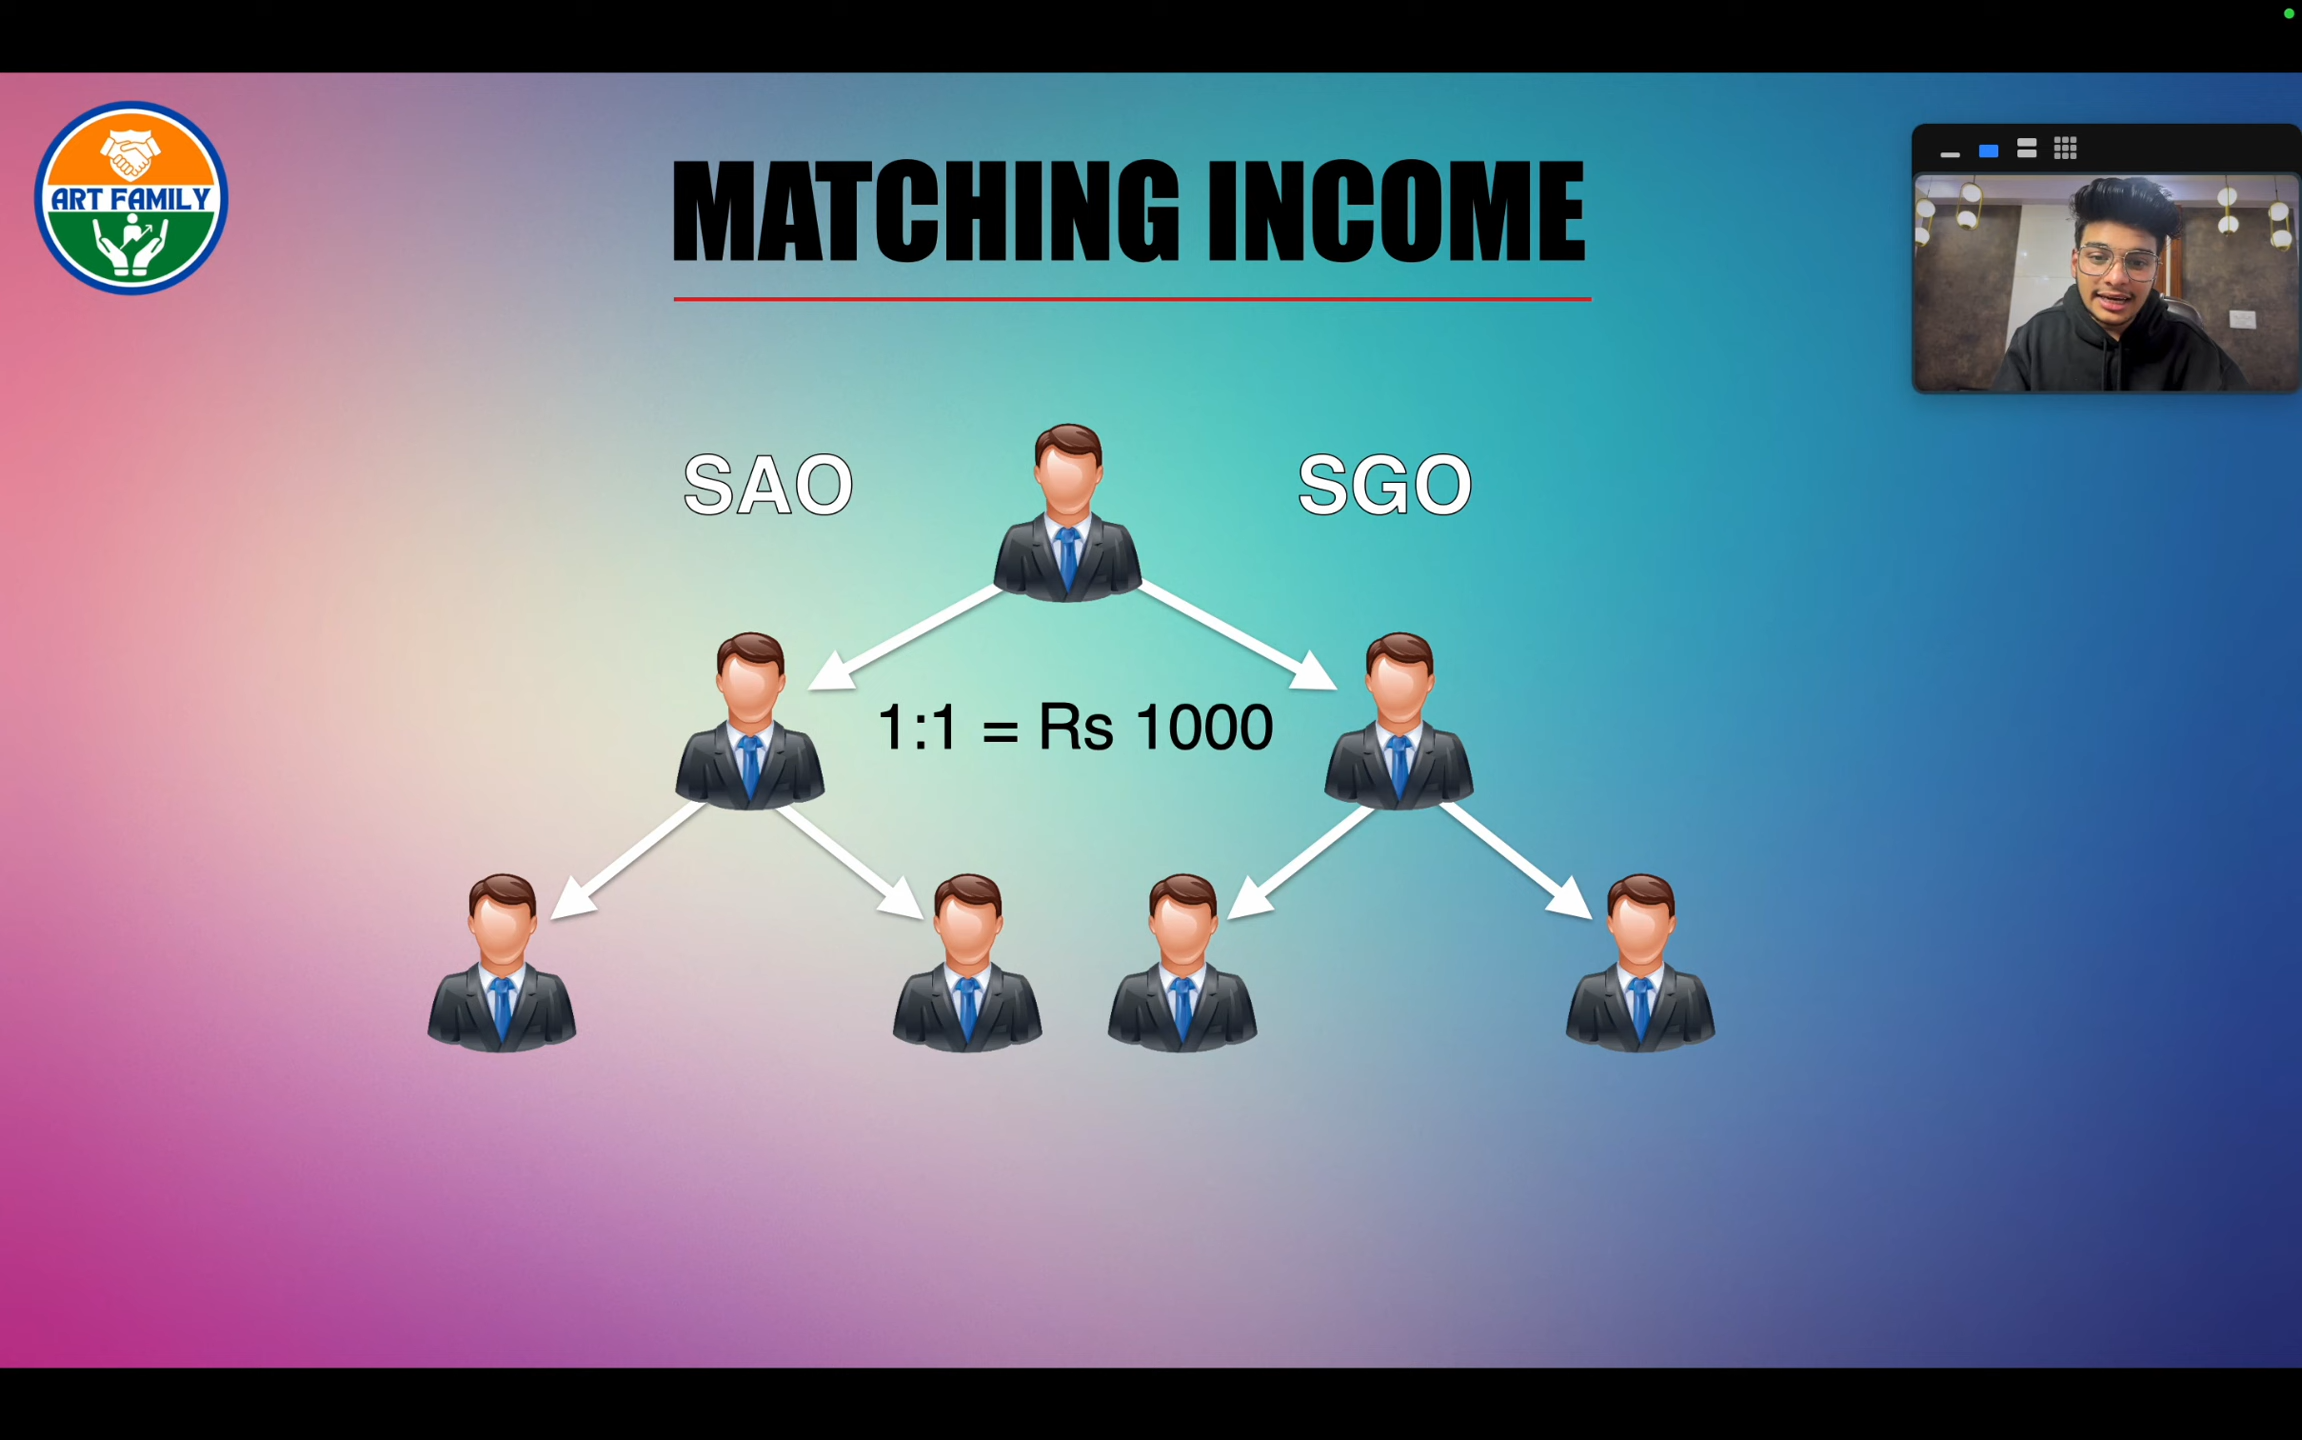 ART FAMILY
MATCHING INCOME
SAO
SGO
1:1 = Rs 1000